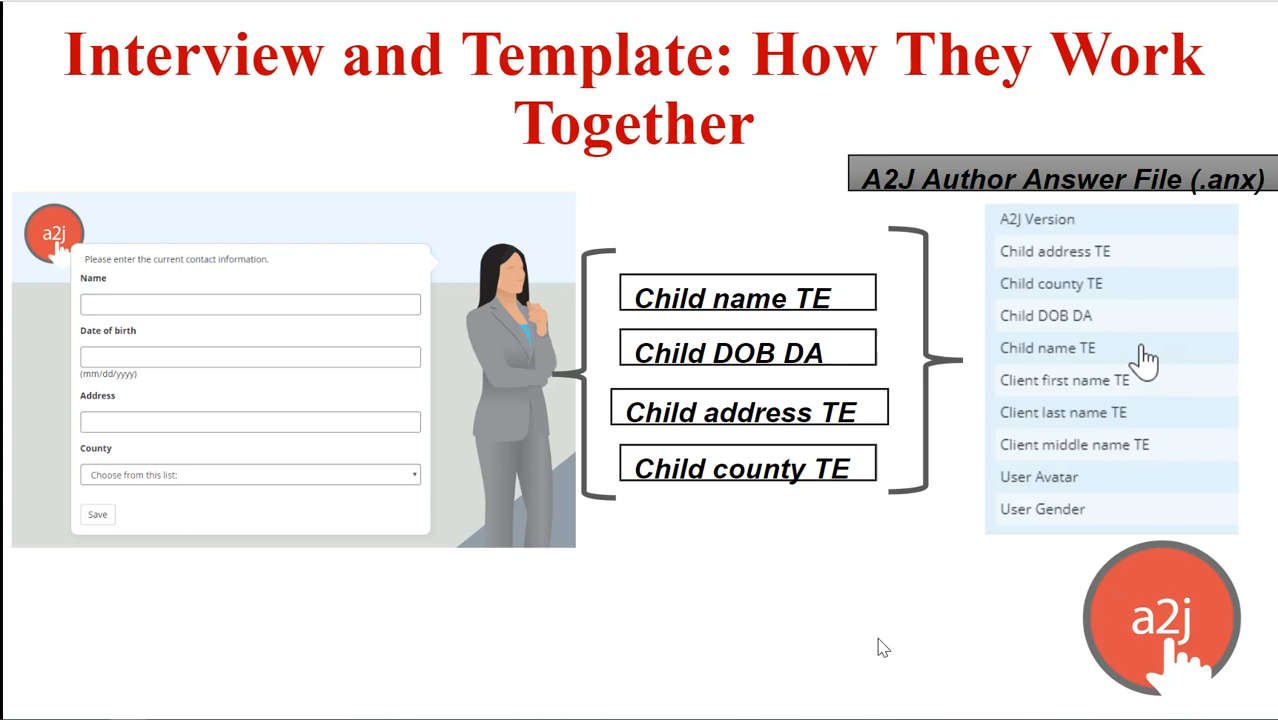 Interview and Template: How They Work
Together
A2J Author Answer File (.anx)
a2j
Please enter the current contact information.
Name
Date of birth
(mm/dd/yyyy)
Address
County
Choose from this list:
Save
Child name TE
Child DOB DA
Child address TE
Child county TE
A2J Version
Child address TE
Child county TE
Child DOB DA
Child name TE
Client first name TE
Client last name TE
Client middle name TE
User Avatar
User Gender
a2j